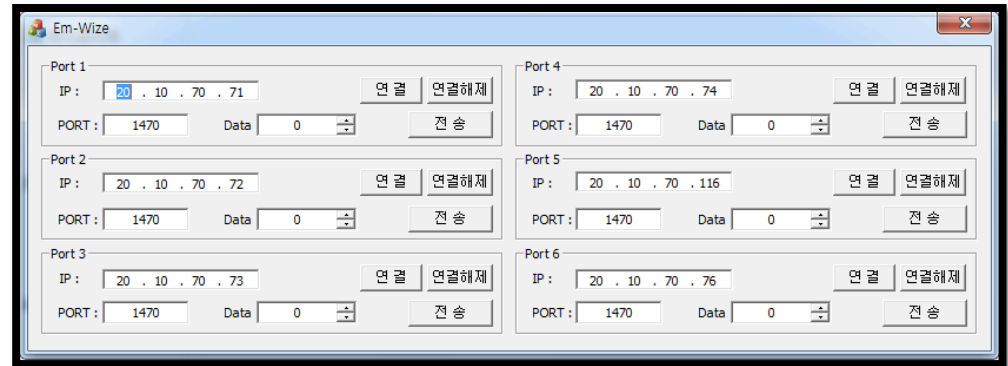 Em-Wize
Port 1
IP : 20 . 10 . 70 . 71 연 결 연결해제
PORT : 1470 Data 0 전 송
Port 2
IP : 20 . 10 . 70 . 72 연 결 연결해제
PORT : 1470 Data 0 전 송
Port 3
IP : 20 . 10 . 70 . 73 연 결 연결해제
PORT : 1470 Data 0 전 송
Port 4
IP : 20 . 10 . 70 . 74 연 결 연결해제
PORT : 1470 Data 0 전 송
Port 5
IP : 20 . 10 . 70 . 116 연 결 연결해제
PORT : 1470 Data 0 전 송
Port 6
IP : 20 . 10 . 70 . 76 연 결 연결해제
PORT : 1470 Data 0 전 송